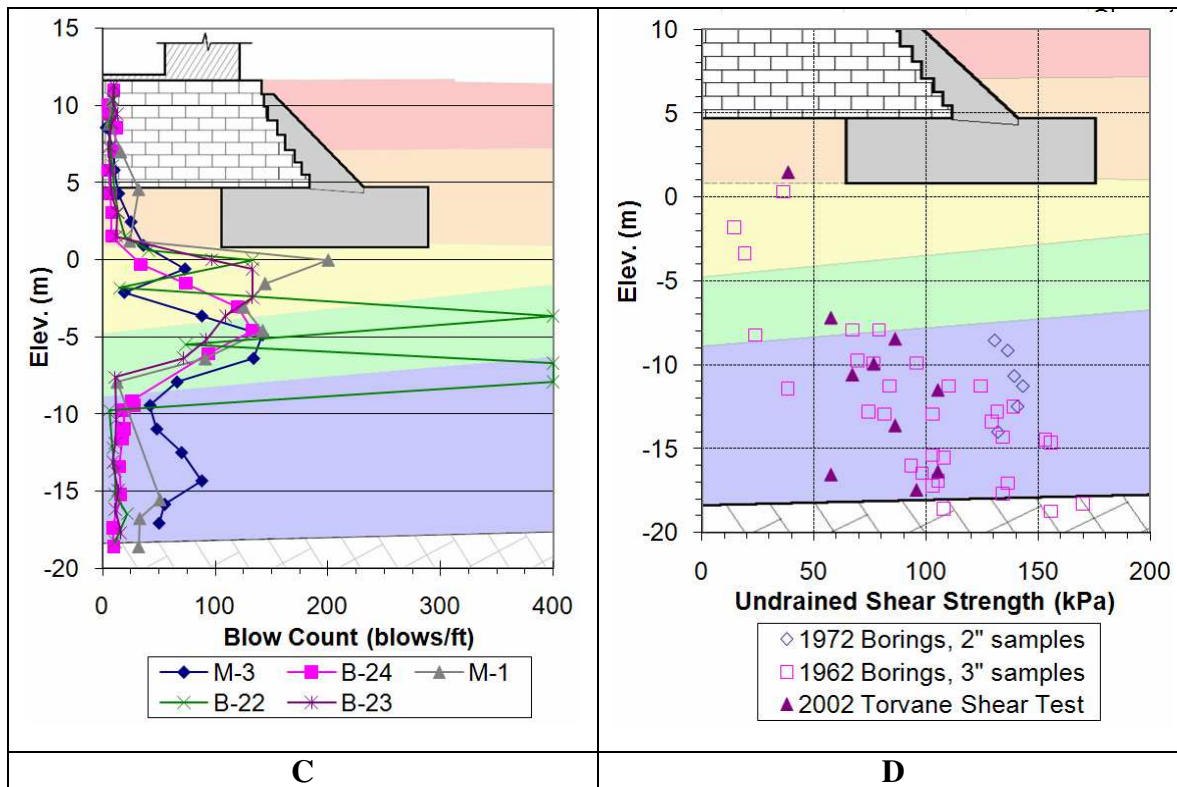 15
10
5
0
-5
-10
-15
-20
Elev. (m)
0 100 200 300 400
Blow Count (blows/ft)
M-3 B-24 M-1
B-22 B-23
C
10
5
0
-5
-10
-15
-20
Elev. (m)
0 50 100 150 200
Undrained Shear Strength (kPa)
1972 Borings, 2" samples
1962 Borings, 3" samples
2002 Torvane Shear Test
D